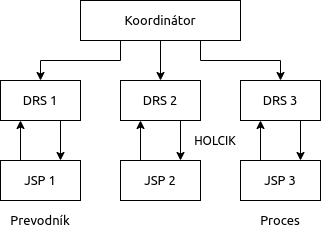 Koordinátor
DRS 1
DRS 2
DRS 3
HOLCIK
JSP 1
JSP 2
JSP 3
Prevodník
Proces